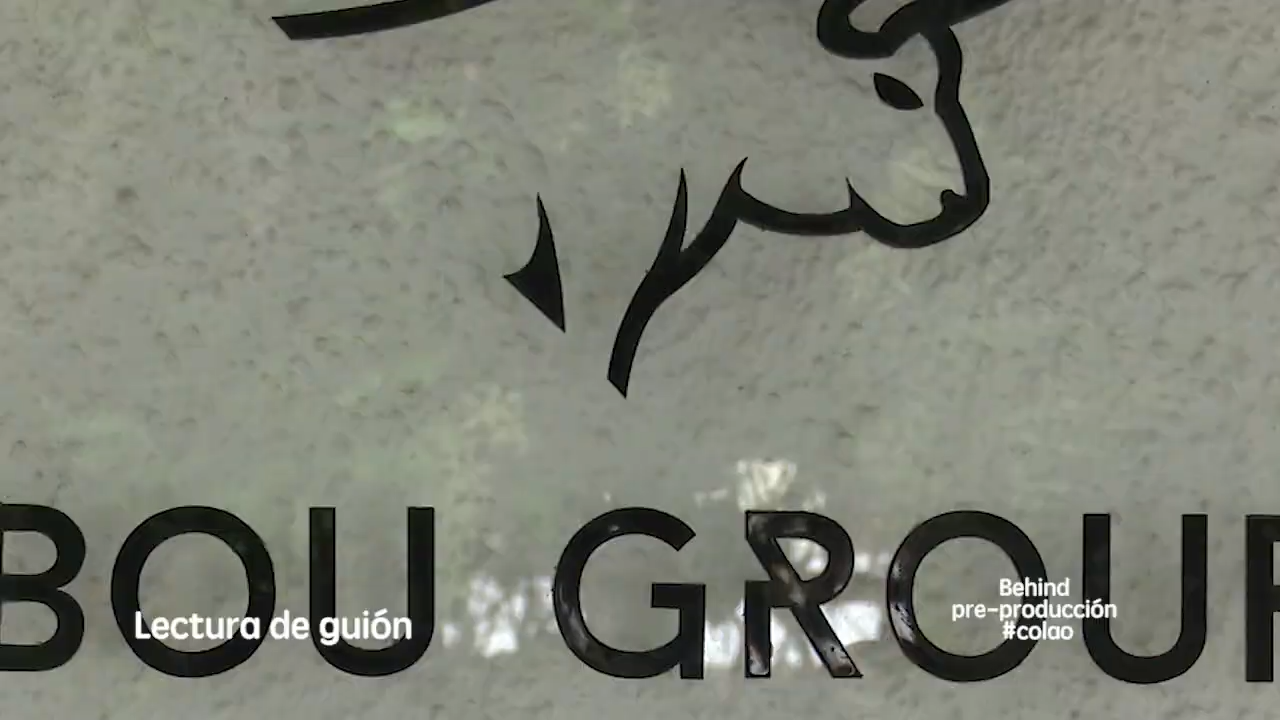 BOU GROUP
Lectura de guión
Behind
pre-producción
#colao